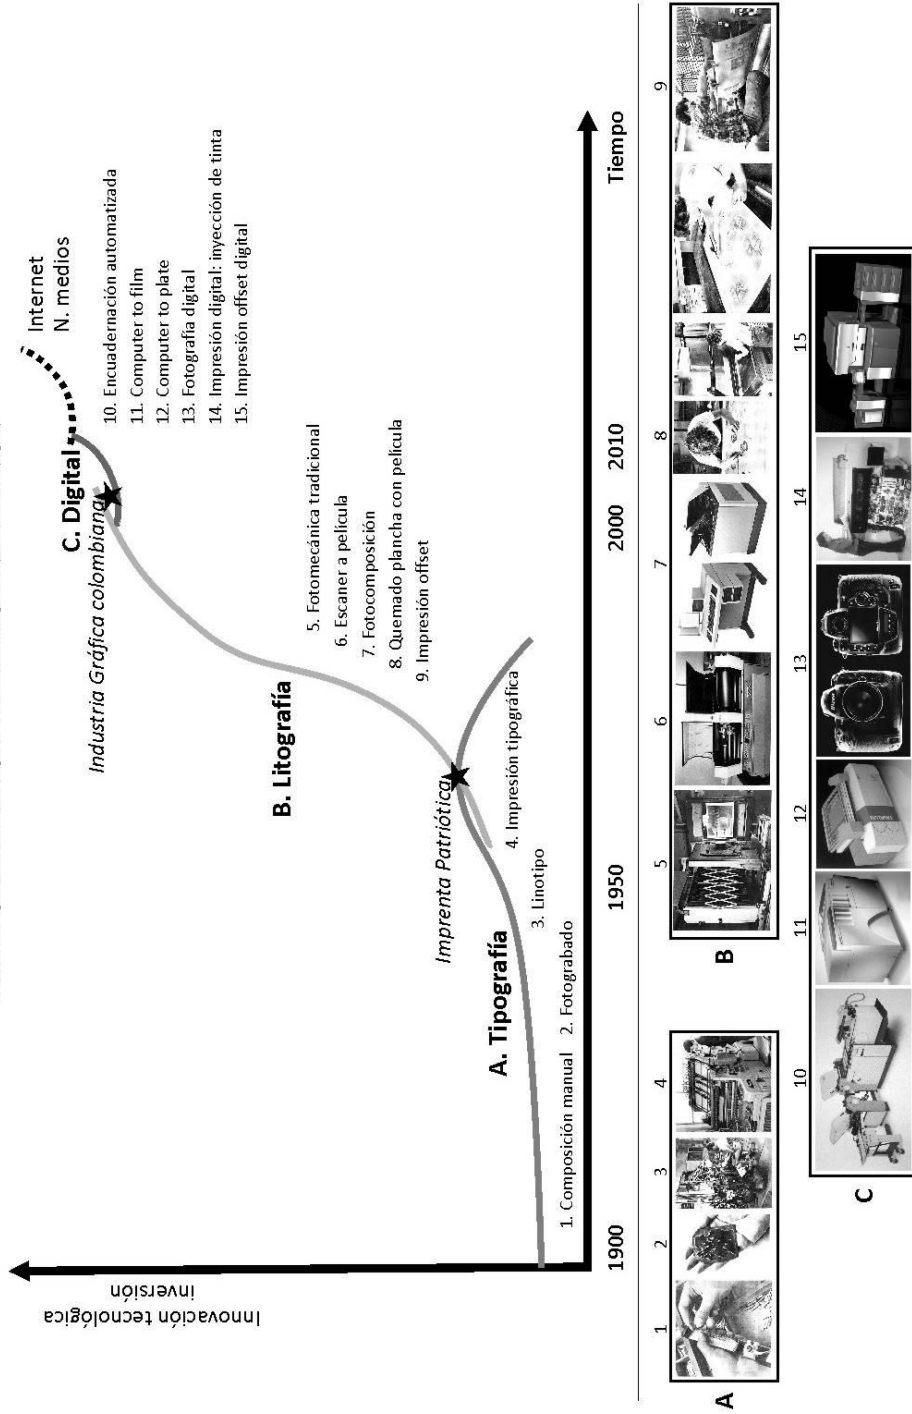 Innovación tecnológica
inversión
Internet
N. medios
C. Digital
Industria Gráfica colombiana
10. Encuadernación automatizada
11. Computer to film
12. Computer to plate
13. Fotografía digital
14. Impresión digital: inyección de tinta
15. Impresión offset digital
B. Litografía
5. Fotomecánica tradicional
6. Escaner a película
7. Fotocomposición
8. Quemado plancha con película
9. Impresión offset
Imprenta Patriótica
A. Tipografía
4. Impresión tipográfica
3. Linotipo
1. Composición manual
2. Fotograbado
1900
1950
2000
2010
Tiempo
1
2
3
4
A
5
6
7
8
9
B
10
11
12
13
14
15
C